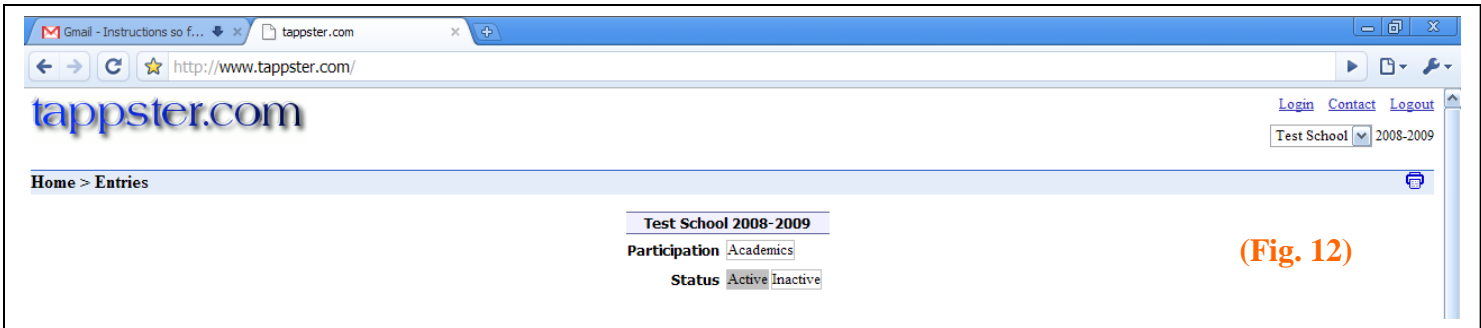 Gmail - Instructions so f... tappster.com
http://www.tappster.com/
tappster.com
Login Contact Logout
Test School 2008-2009
Home > Entries
Test School 2008-2009
Participation Academics
(Fig. 12)
Status Active Inactive